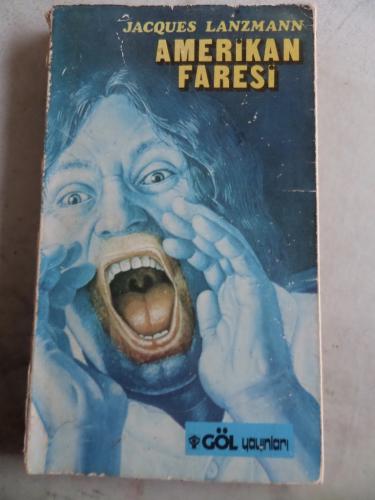 JACQUES LANZMANN
AMERİKAN
FARESİ
GÖL yayınları